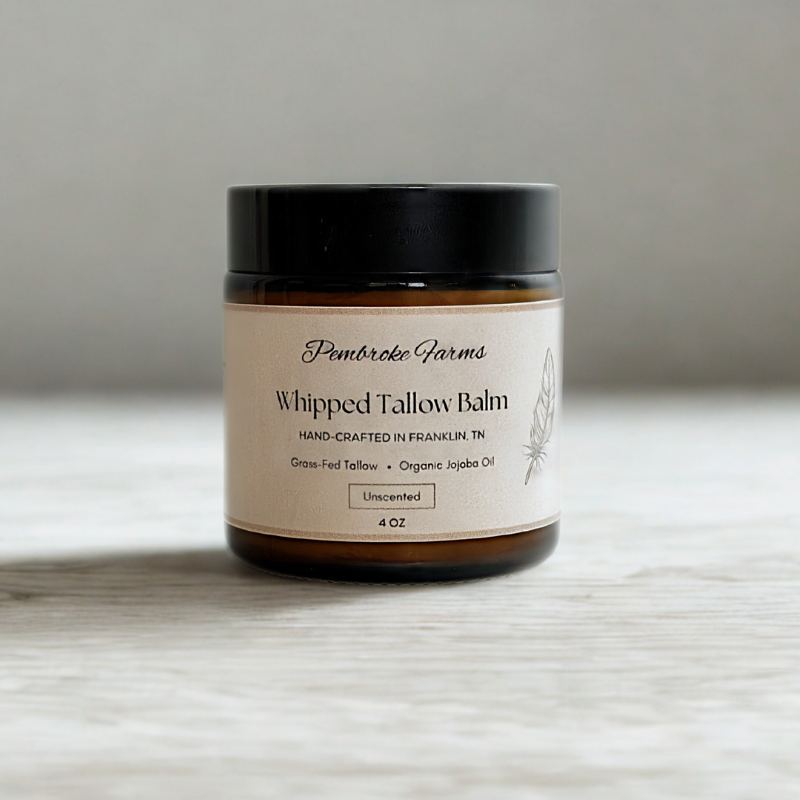 Pembroke Farms
Whipped Tallow Balm
HAND-CRAFTED IN FRANKLIN, TN
Grass-Fed Tallow • Organic Jojoba Oil
Unscented
4 OZ